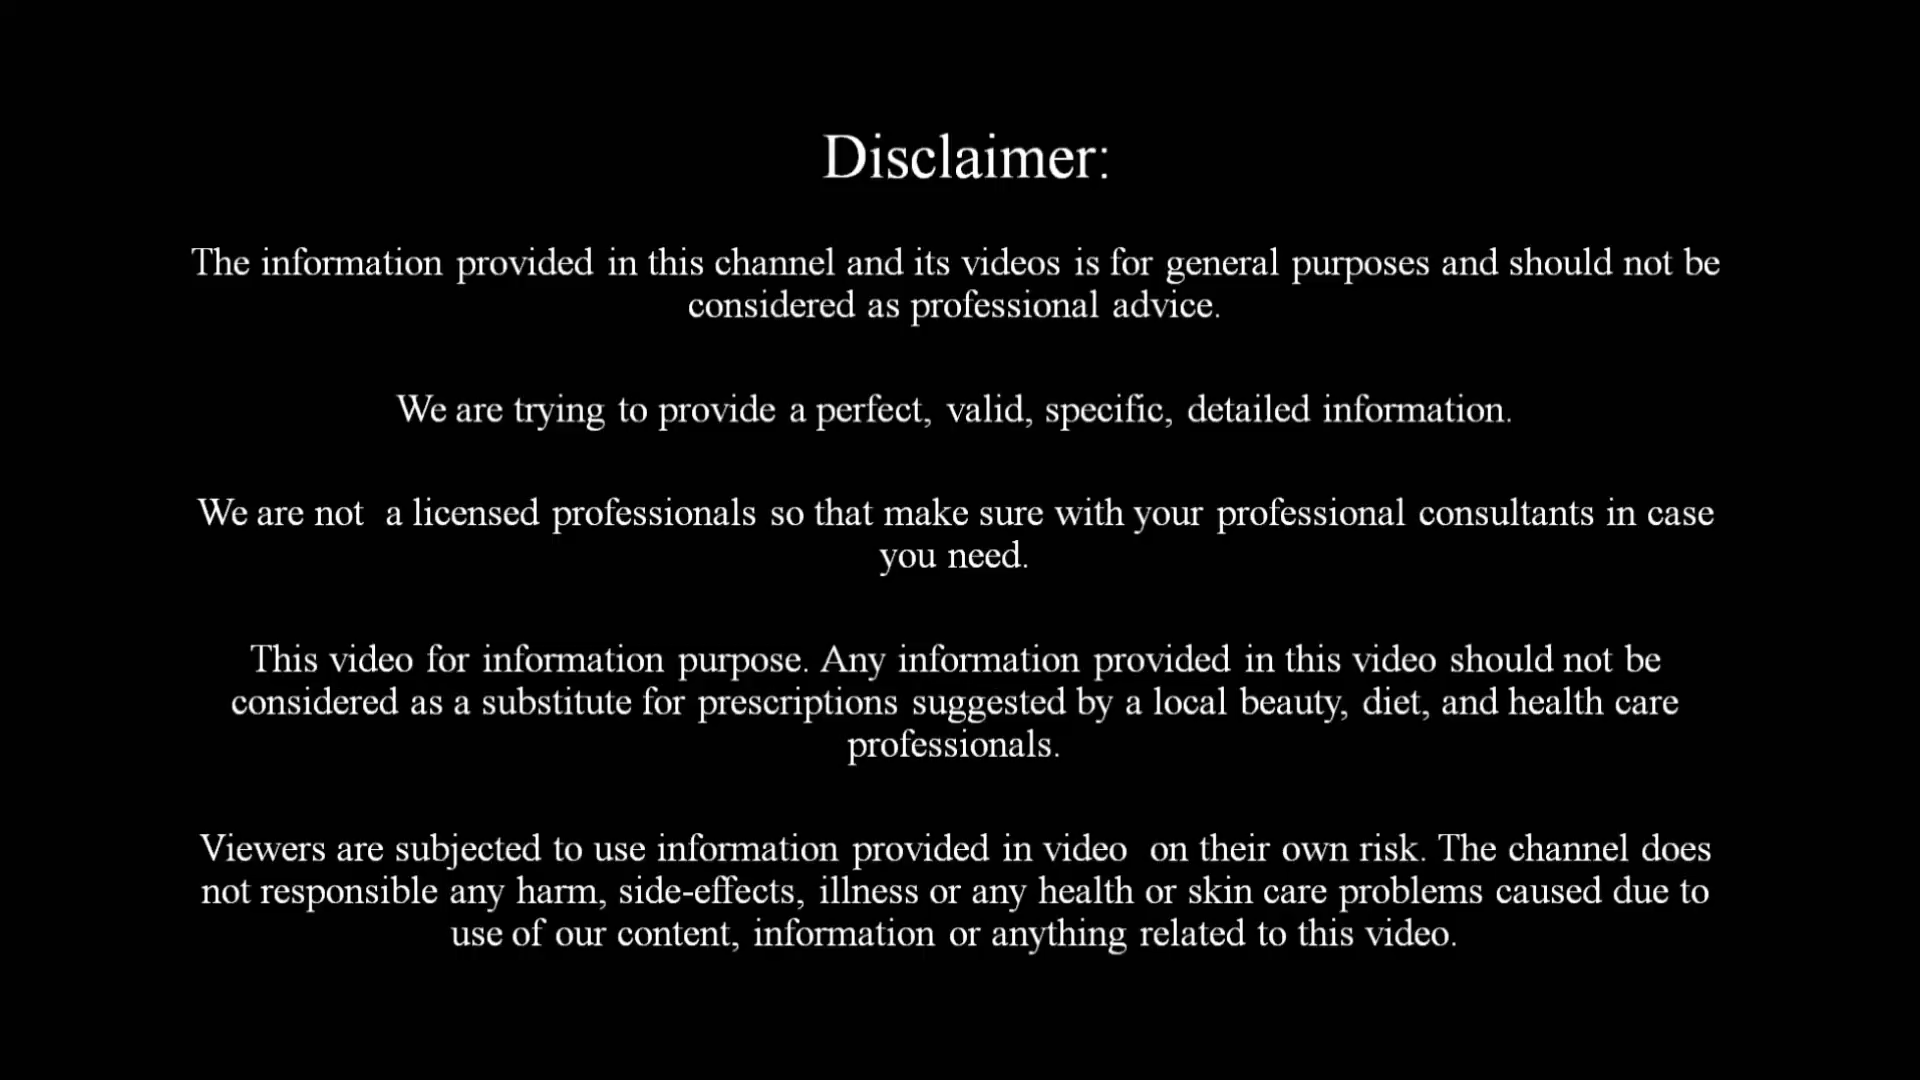 Disclaimer:
The information provided in this channel and its videos is for general purposes and should not be
considered as professional advice.
We are trying to provide a perfect, valid, specific, detailed information.
We are not  a licensed professionals so that make sure with your professional consultants in case
you need.
This video for information purpose. Any information provided in this video should not be
considered as a substitute for prescriptions suggested by a local beauty, diet, and health care
professionals.
Viewers are subjected to use information provided in video  on their own risk. The channel does
not responsible any harm, side-effects, illness or any health or skin care problems caused due to
use of our content, information or anything related to this video.